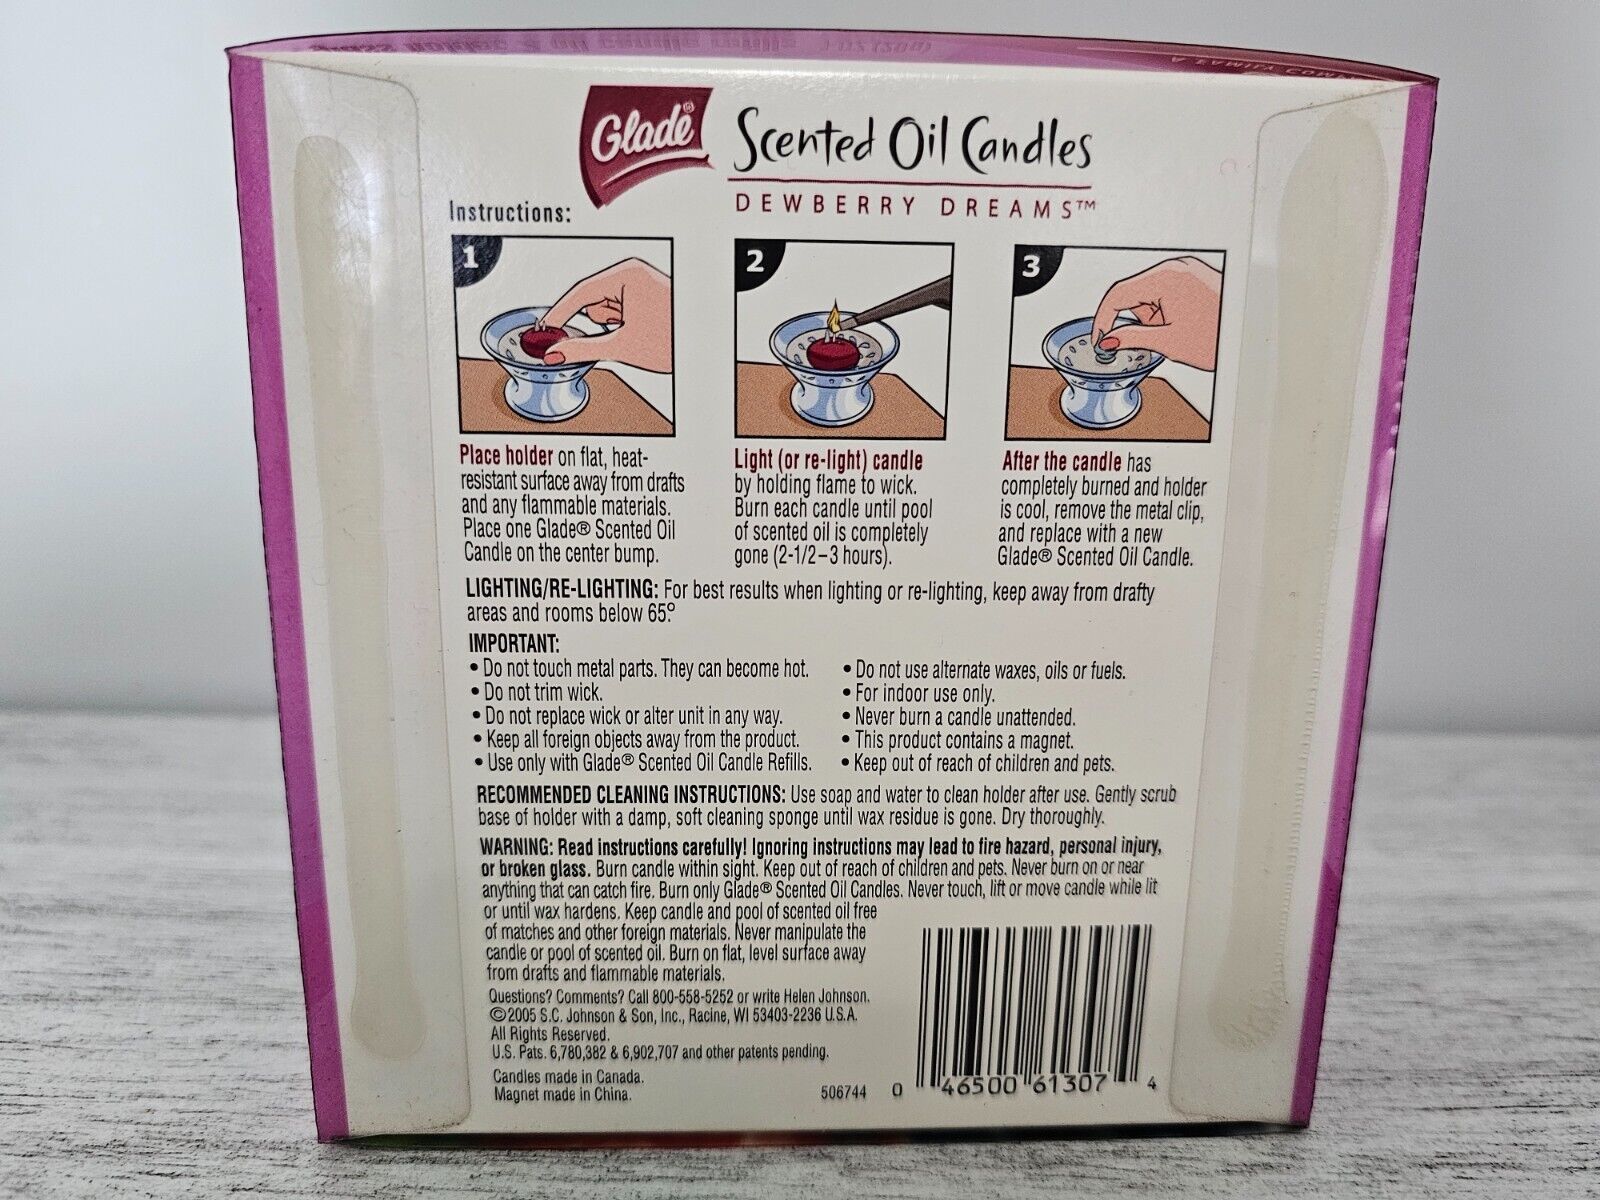 Glass Holder & oil candle refills 1 oz (30g)
A FAMILY COMPANY
Glade®
Scented Oil Candles
DEWBERRY DREAMS™
Instructions:
1
2
3
Place holder on flat, heat-
resistant surface away from drafts
and any flammable materials.
Place one Glade® Scented Oil
Candle on the center bump.
Light (or re-light) candle
by holding flame to wick.
Burn each candle until pool
of scented oil is completely
gone (2-1/2–3 hours).
After the candle has
completely burned and holder
is cool, remove the metal clip,
and replace with a new
Glade® Scented Oil Candle.
LIGHTING/RE-LIGHTING: For best results when lighting or re-lighting, keep away from drafty
areas and rooms below 65°.
IMPORTANT:
• Do not touch metal parts. They can become hot.
• Do not trim wick.
• Do not replace wick or alter unit in any way.
• Keep all foreign objects away from the product.
• Use only with Glade® Scented Oil Candle Refills.
• Do not use alternate waxes, oils or fuels.
• For indoor use only.
• Never burn a candle unattended.
• This product contains a magnet.
• Keep out of reach of children and pets.
RECOMMENDED CLEANING INSTRUCTIONS: Use soap and water to clean holder after use. Gently scrub
base of holder with a damp, soft cleaning sponge until wax residue is gone. Dry thoroughly.
WARNING: Read instructions carefully! Ignoring instructions may lead to fire hazard, personal injury,
or broken glass. Burn candle within sight. Keep out of reach of children and pets. Never burn on or near
anything that can catch fire. Burn only Glade® Scented Oil Candles. Never touch, lift or move candle while lit
or until wax hardens. Keep candle and pool of scented oil free
of matches and other foreign materials. Never manipulate the
candle or pool of scented oil. Burn on flat, level surface away
from drafts and flammable materials.
Questions? Comments? Call 800-558-5252 or write Helen Johnson.
©2005 S.C. Johnson & Son, Inc., Racine, WI 53403-2236 U.S.A.
All Rights Reserved.
U.S. Pats. 6,780,382 & 6,902,707 and other patents pending.
Candles made in Canada.
Magnet made in China.
506744
0 46500 61307 4